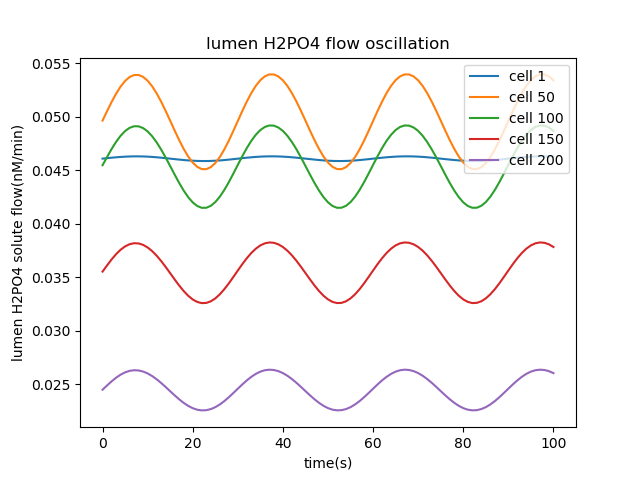 lumen H2PO4 flow oscillation
lumen H2PO4 solute flow(nM/min)
0.055
0.050
0.045
0.040
0.035
0.030
0.025
cell 1
cell 50
cell 100
cell 150
cell 200
0
20
40
60
80
100
time(s)